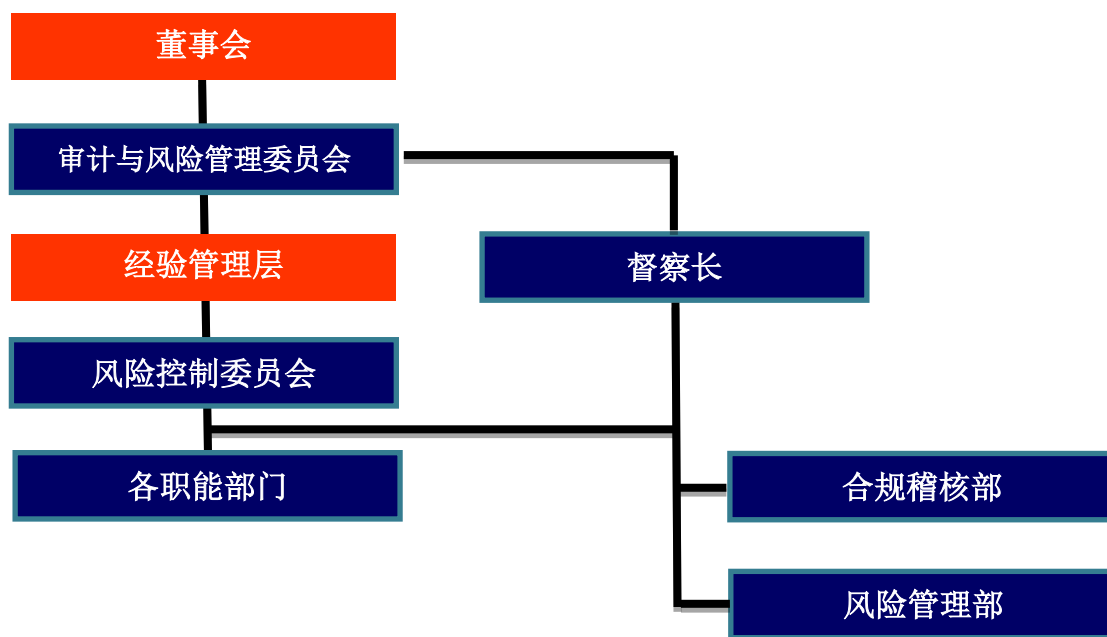 董事会
审计与风险管理委员会
经验管理层
督察长
风险控制委员会
各职能部门
合规稽核部
风险管理部